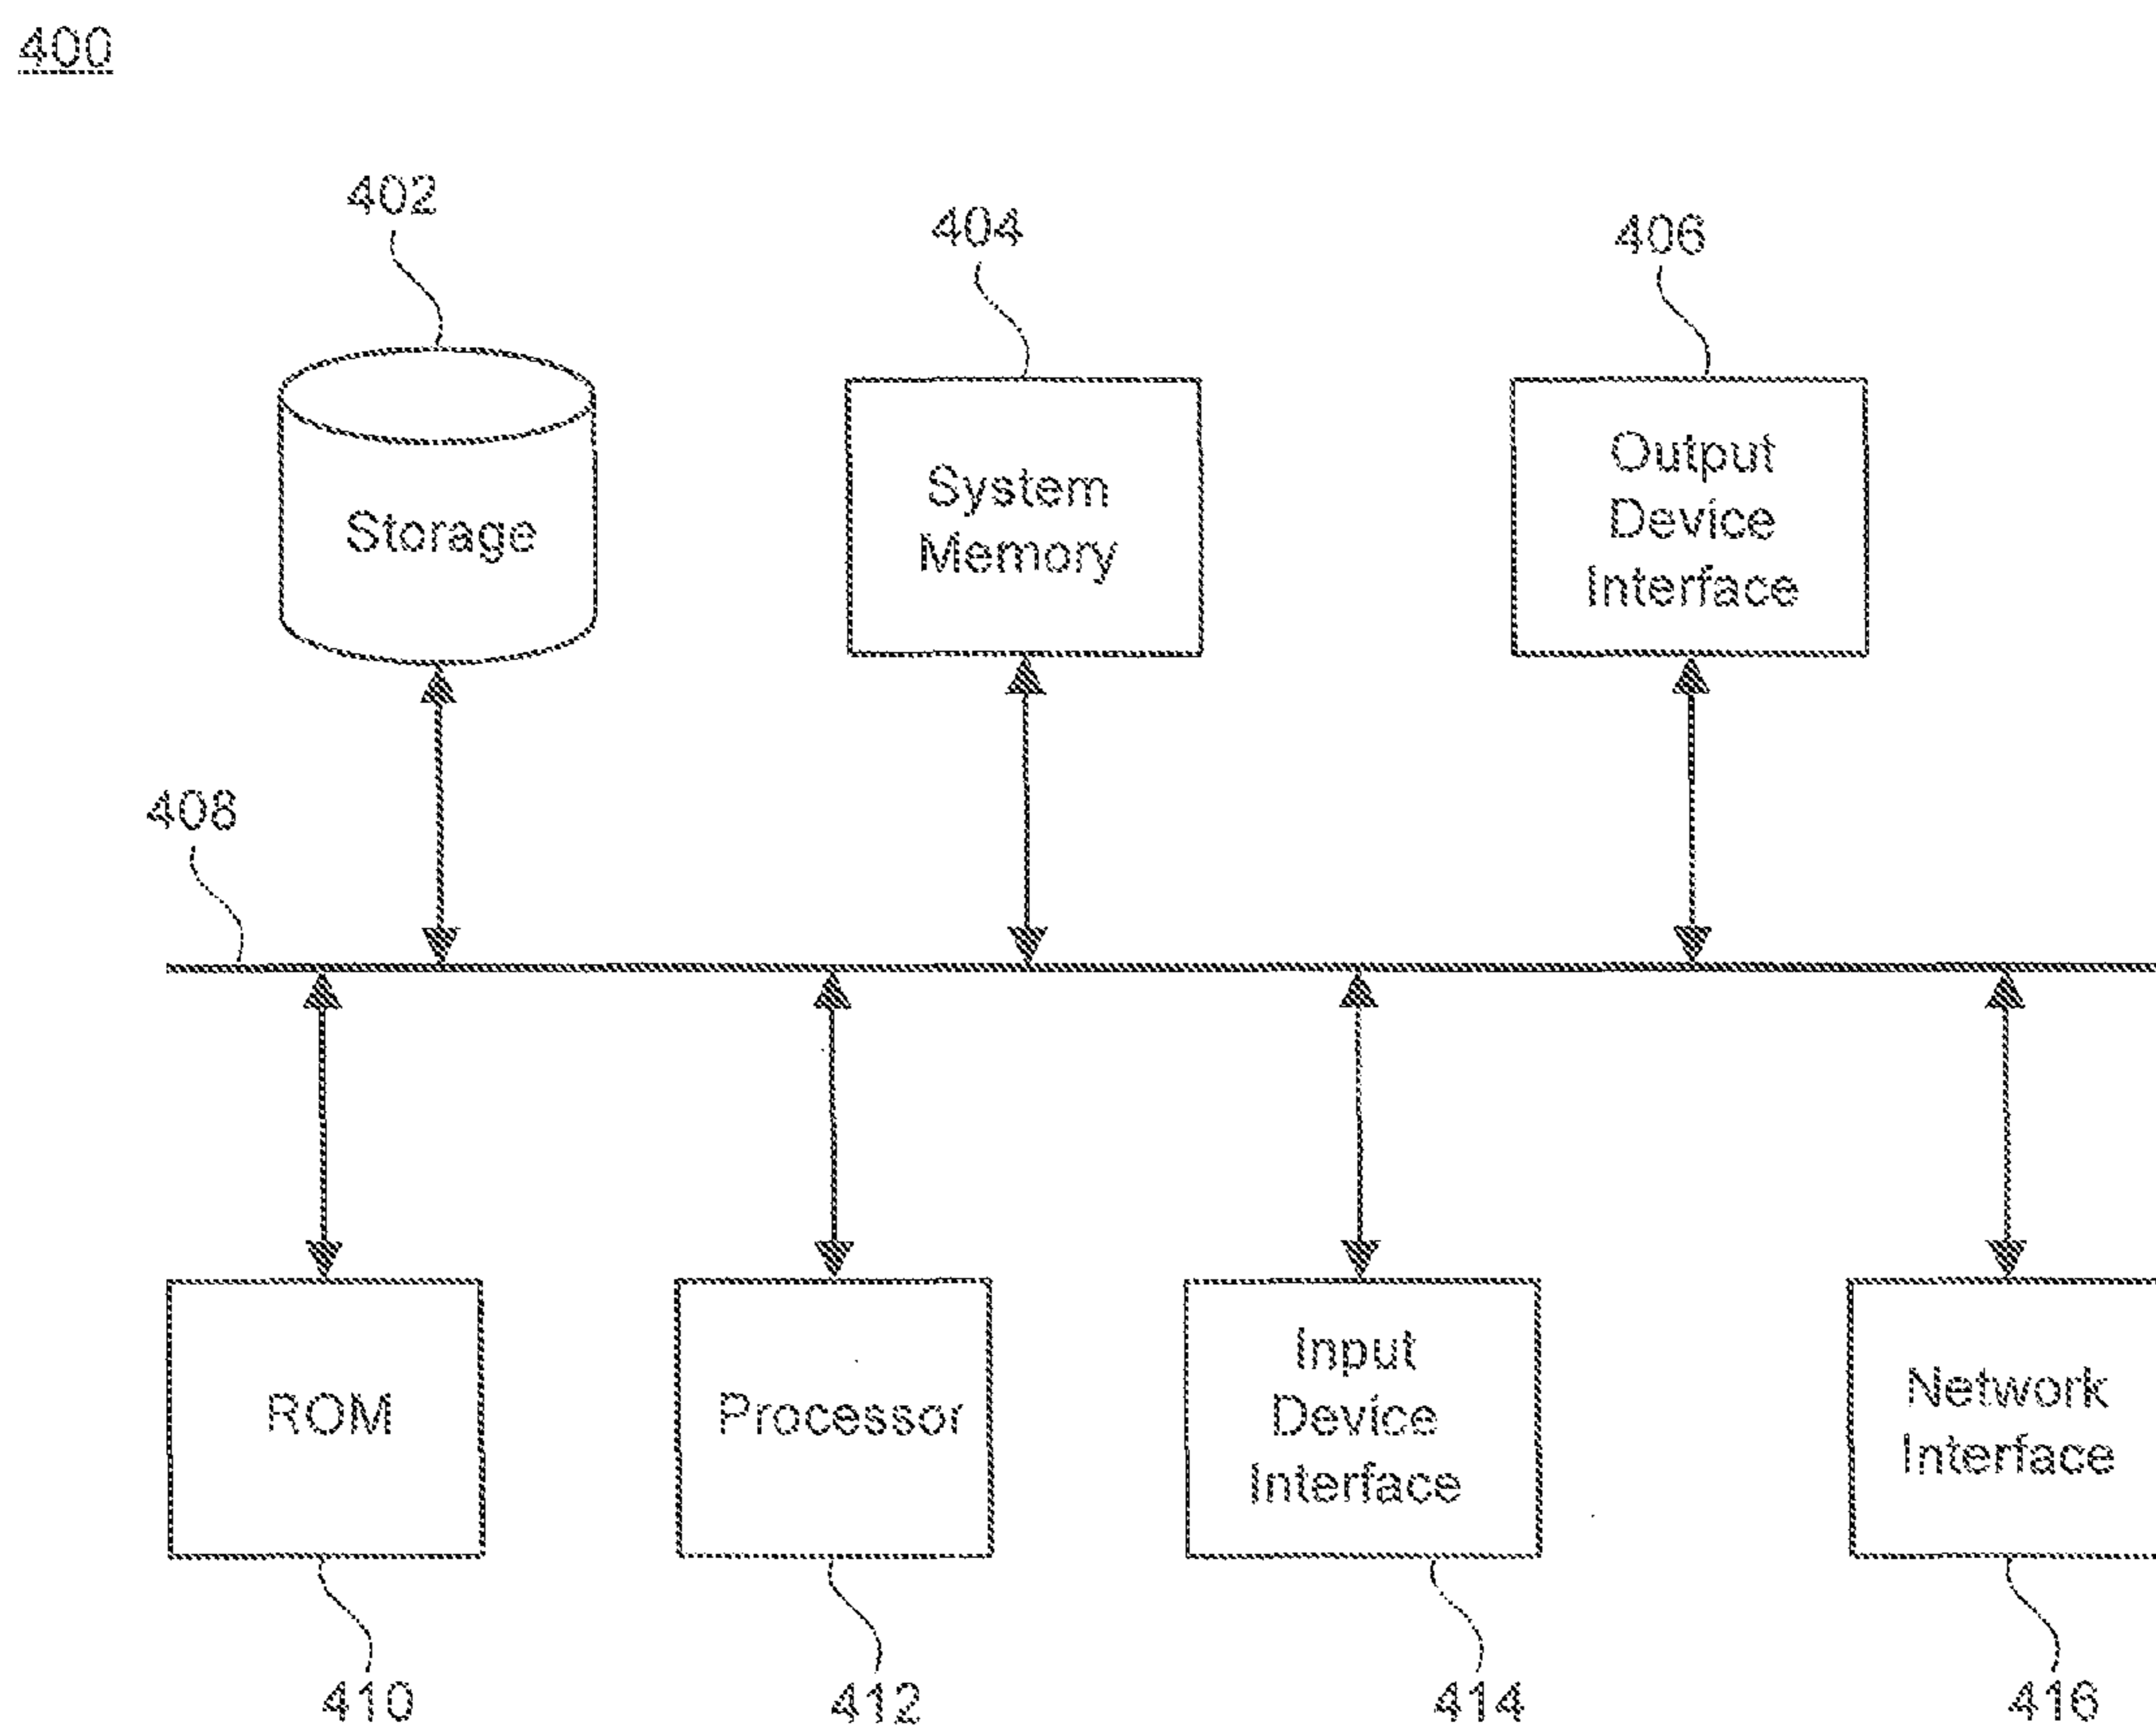 400
402
404
406
Storage
System
Memory
Output
Device
Interface
408
ROM
Processor
Input
Device
Interface
Network
Interface
410
412
414
416